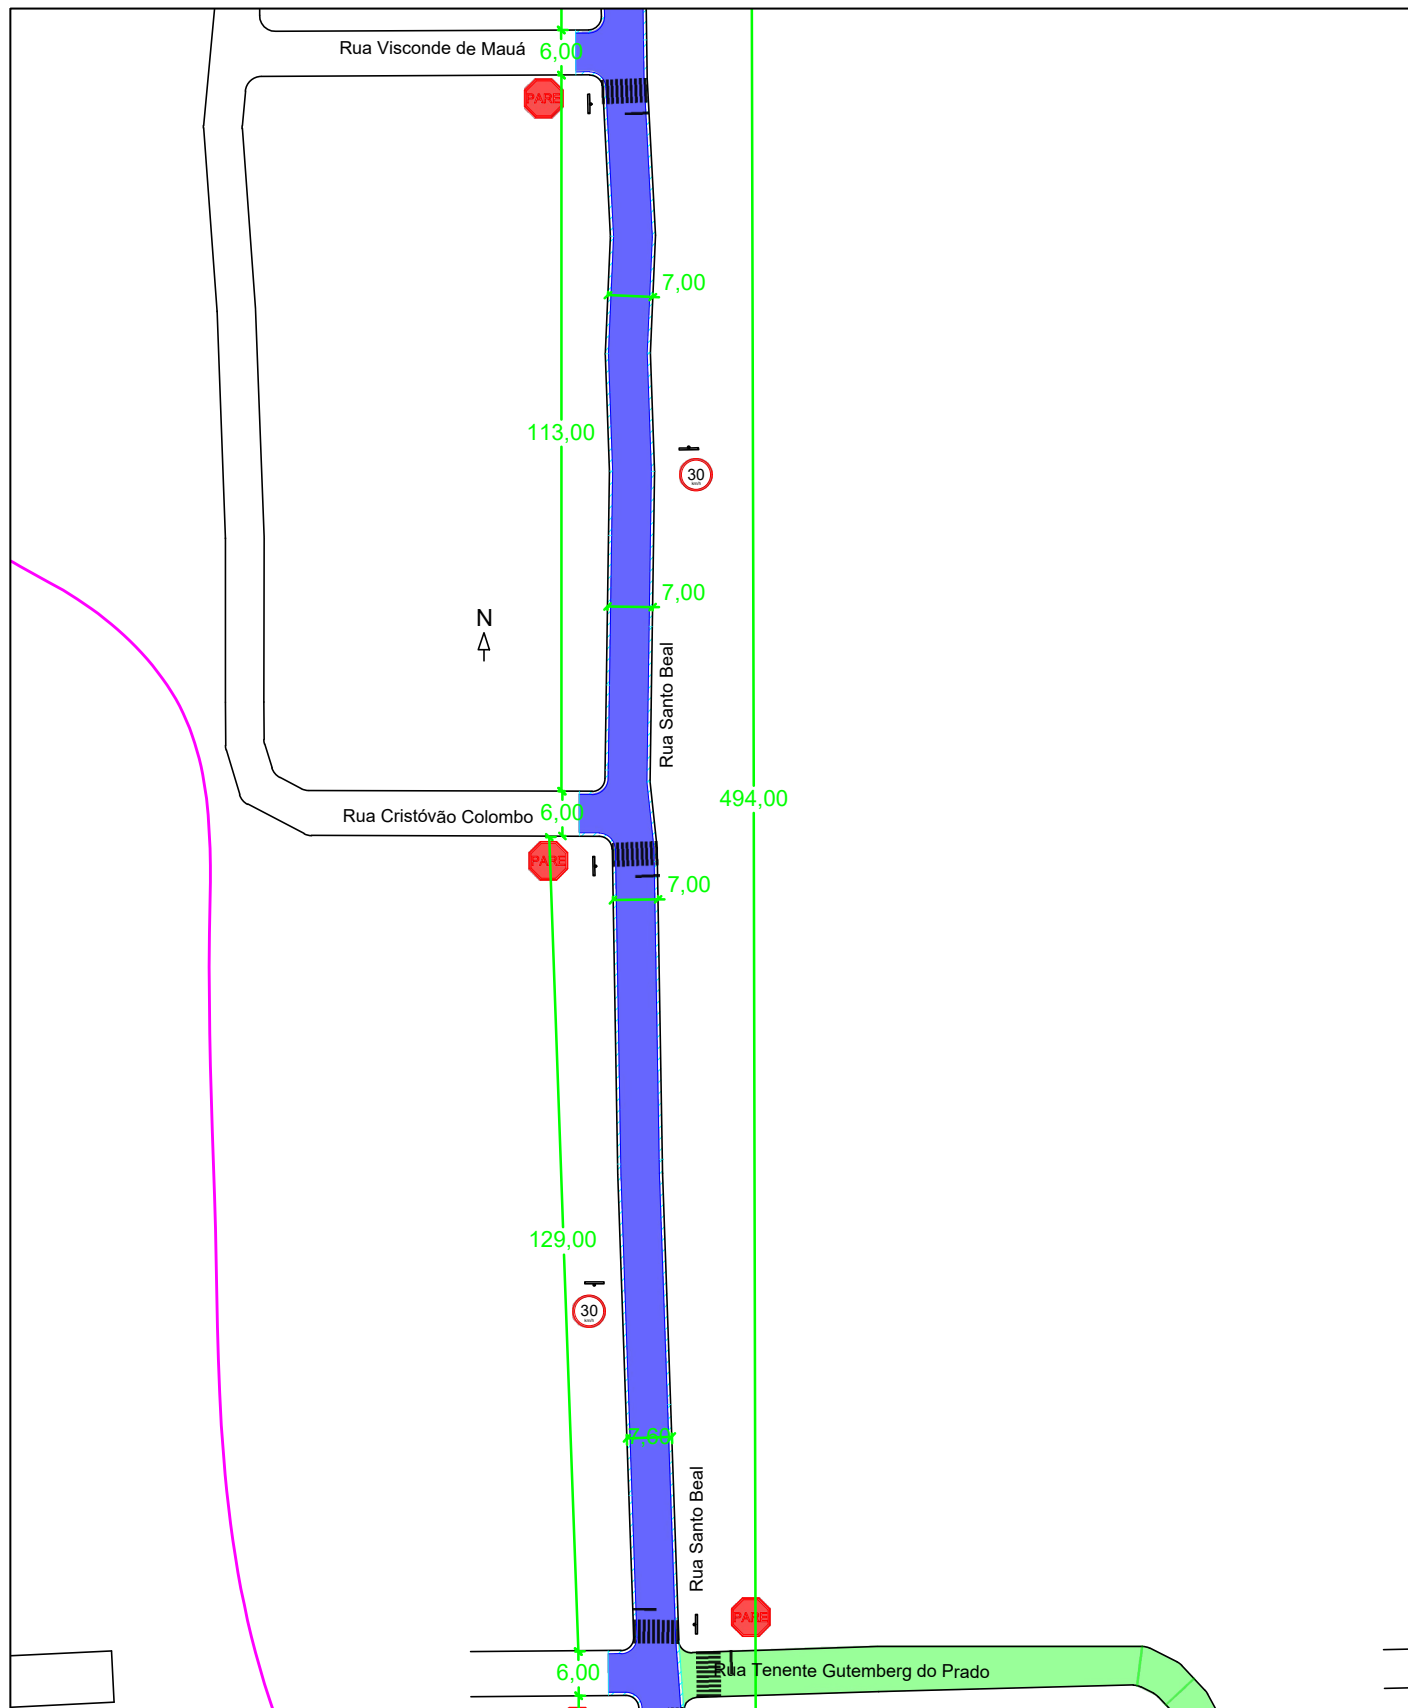 Rua Visconde de Mauá
6,00
PARE
7,00
113,00
30
7,00
N
Rua Santo Beal
494,00
Rua Cristóvão Colombo
6,00
PARE
7,00
129,00
30
7,60
Rua Santo Beal
PARE
6,00
Rua Tenente Gutemberg do Prado